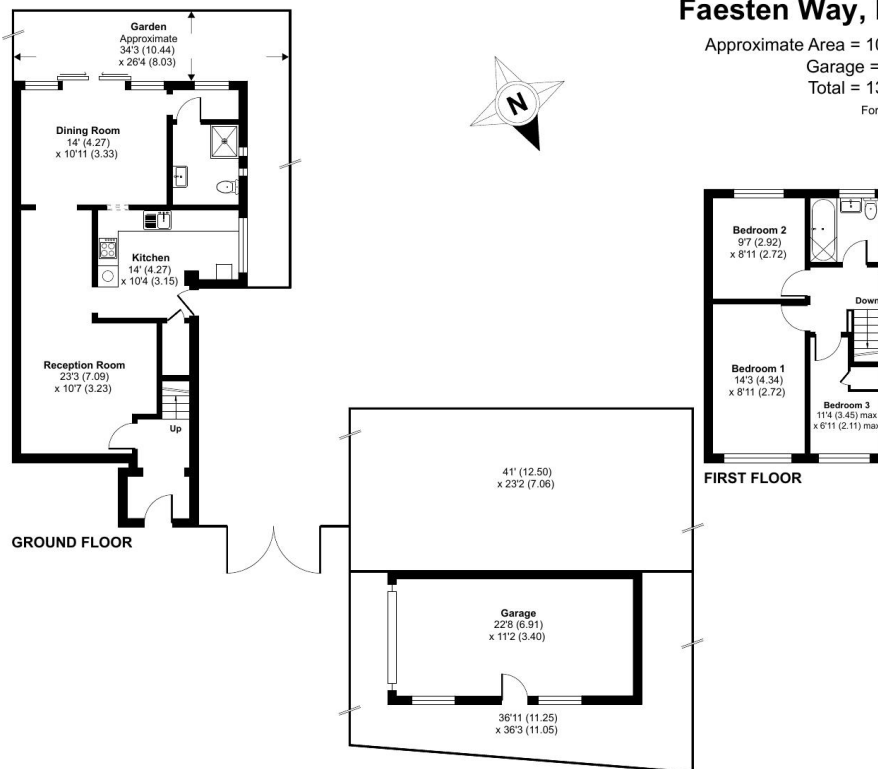 Faesten Way,
Approximate Area = 10
Garage =
Total = 13
For
Garden
Approximate
34'3 (10.44)
x 26'4 (8.03)
N
Dining Room
14' (4.27)
x 10'11 (3.33)
Kitchen
14' (4.27)
x 10'4 (3.15)
Reception Room
23'3 (7.09)
x 10'7 (3.23)
Up
GROUND FLOOR
Bedroom 2
9'7 (2.92)
x 8'11 (2.72)
Down
Bedroom 1
14'3 (4.34)
x 8'11 (2.72)
Bedroom 3
11'4 (3.45) max
x 6'11 (2.11) max
FIRST FLOOR
41' (12.50)
x 23'2 (7.06)
Garage
22'8 (6.91)
x 11'2 (3.40)
36'11 (11.25)
x 36'3 (11.05)